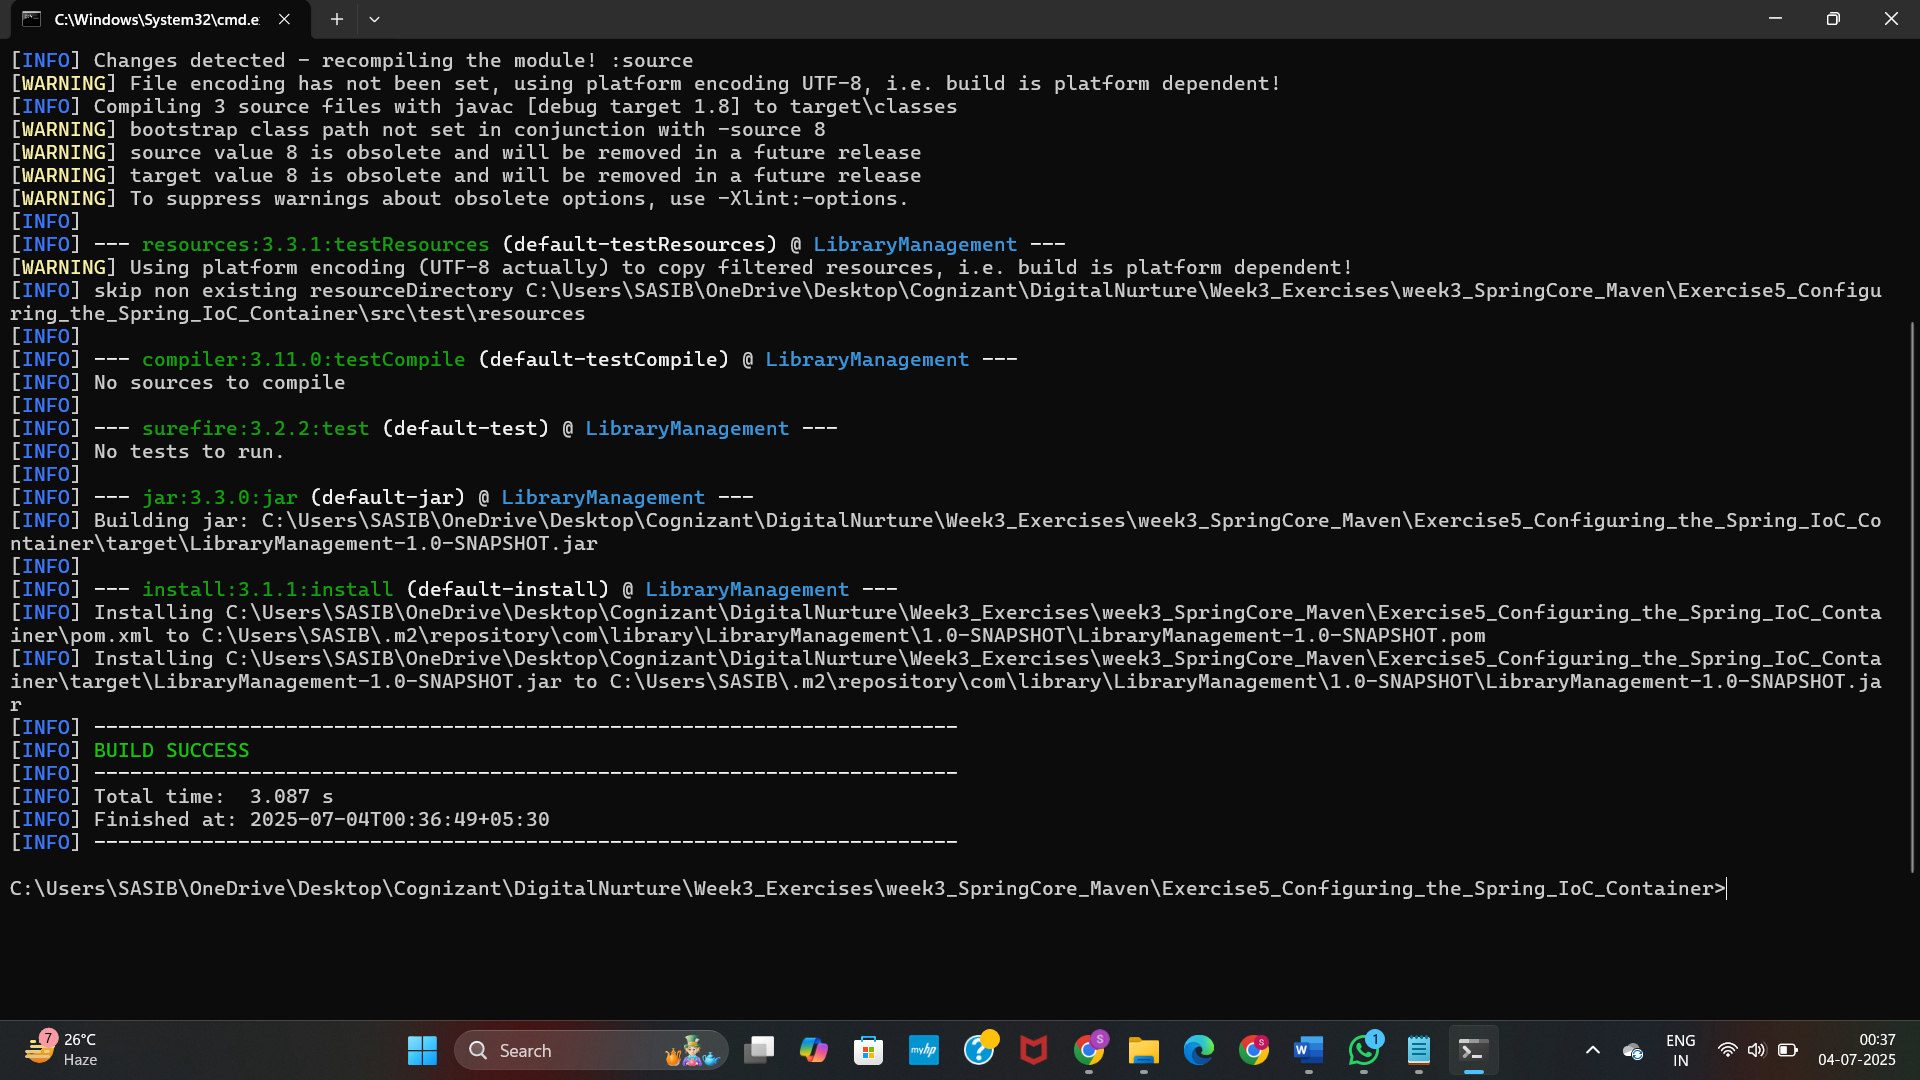 C:\Windows\System32\cmd.e
[INFO] Changes detected - recompiling the module! :source
[WARNING] File encoding has not been set, using platform encoding UTF-8, i.e. build is platform dependent!
[INFO] Compiling 3 source files with javac [debug target 1.8] to target\classes
[WARNING] bootstrap class path not set in conjunction with -source 8
[WARNING] source value 8 is obsolete and will be removed in a future release
[WARNING] target value 8 is obsolete and will be removed in a future release
[WARNING] To suppress warnings about obsolete options, use -Xlint:-options.
[INFO]
[INFO] --- resources:3.3.1:testResources (default-testResources) @ LibraryManagement ---
[WARNING] Using platform encoding (UTF-8 actually) to copy filtered resources, i.e. build is platform dependent!
[INFO] skip non existing resourceDirectory C:\Users\SASIB\OneDrive\Desktop\Cognizant\DigitalNurture\Week3_Exercises\week3_SpringCore_Maven\Exercise5_Configu
ring_the_Spring_IoC_Container\src\test\resources
[INFO]
[INFO] --- compiler:3.11.0:testCompile (default-testCompile) @ LibraryManagement ---
[INFO] No sources to compile
[INFO]
[INFO] --- surefire:3.2.2:test (default-test) @ LibraryManagement ---
[INFO] No tests to run.
[INFO]
[INFO] --- jar:3.3.0:jar (default-jar) @ LibraryManagement ---
[INFO] Building jar: C:\Users\SASIB\OneDrive\Desktop\Cognizant\DigitalNurture\Week3_Exercises\week3_SpringCore_Maven\Exercise5_Configuring_the_Spring_IoC_Co
ntainer\target\LibraryManagement-1.0-SNAPSHOT.jar
[INFO]
[INFO] --- install:3.1.1:install (default-install) @ LibraryManagement ---
[INFO] Installing C:\Users\SASIB\OneDrive\Desktop\Cognizant\DigitalNurture\Week3_Exercises\week3_SpringCore_Maven\Exercise5_Configuring_the_Spring_IoC_Conta
iner\pom.xml to C:\Users\SASIB\.m2\repository\com\library\LibraryManagement\1.0-SNAPSHOT\LibraryManagement-1.0-SNAPSHOT.pom
[INFO] Installing C:\Users\SASIB\OneDrive\Desktop\Cognizant\DigitalNurture\Week3_Exercises\week3_SpringCore_Maven\Exercise5_Configuring_the_Spring_IoC_Conta
iner\target\LibraryManagement-1.0-SNAPSHOT.jar to C:\Users\SASIB\.m2\repository\com\library\LibraryManagement\1.0-SNAPSHOT\LibraryManagement-1.0-SNAPSHOT.ja
r
[INFO] ------------------------------------------------------------------------
[INFO] BUILD SUCCESS
[INFO] ------------------------------------------------------------------------
[INFO] Total time:  3.087 s
[INFO] Finished at: 2025-07-04T00:36:49+05:30
[INFO] ------------------------------------------------------------------------
C:\Users\SASIB\OneDrive\Desktop\Cognizant\DigitalNurture\Week3_Exercises\week3_SpringCore_Maven\Exercise5_Configuring_the_Spring_IoC_Container>
7
26°C
Haze
Search
myhp
?
S
S
W
1
ENG
IN
00:37
04-07-2025